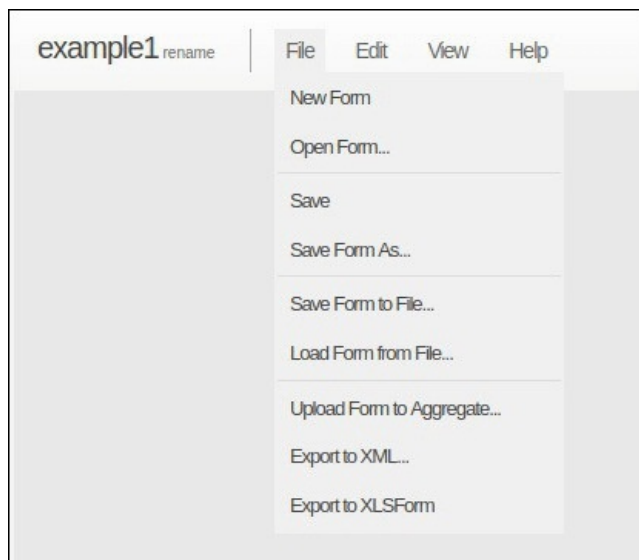 example1 rename File Edit View Help
New Form
Open Form...
Save
Save Form As...
Save Form to File...
Load Form from File...
Upload Form to Aggregate...
Export to XML...
Export to XLSForm